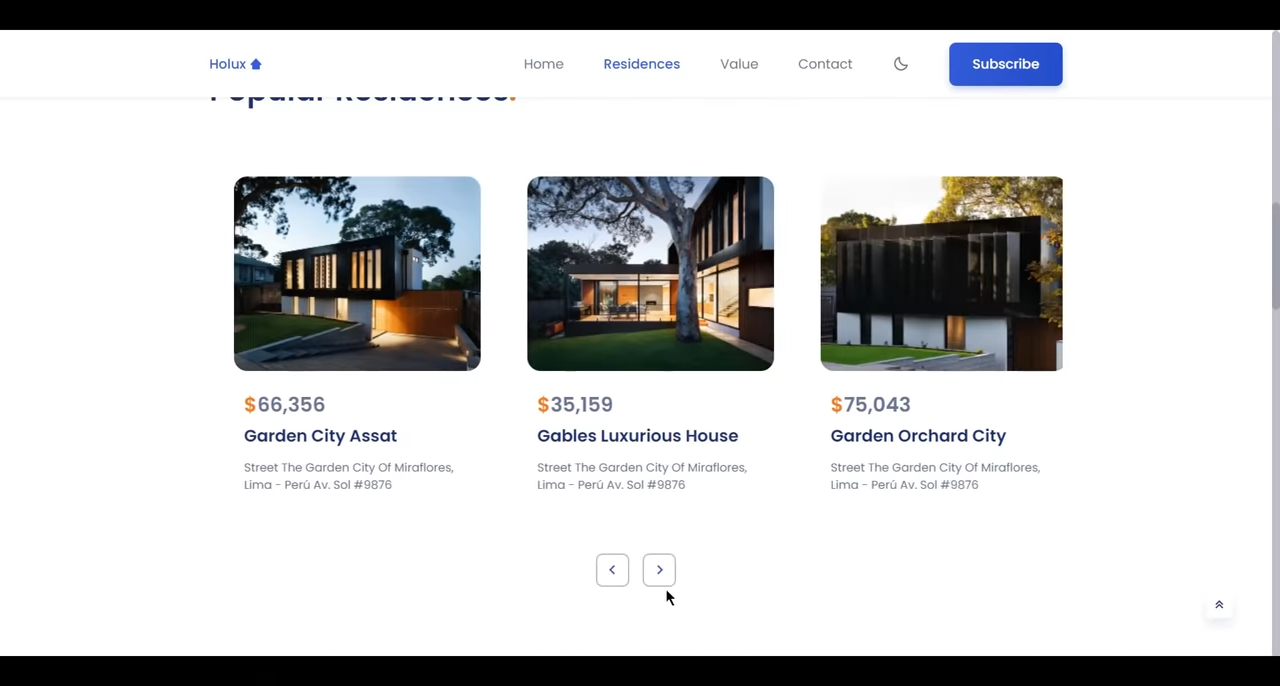 Holux
Home
Residences
Value
Contact
Subscribe
Popular Residences.
$66,356
Garden City Assat
Street The Garden City Of Miraflores,
Lima - Perú Av. Sol #9876
$35,159
Gables Luxurious House
Street The Garden City Of Miraflores,
Lima - Perú Av. Sol #9876
$75,043
Garden Orchard City
Street The Garden City Of Miraflores,
Lima - Perú Av. Sol #9876